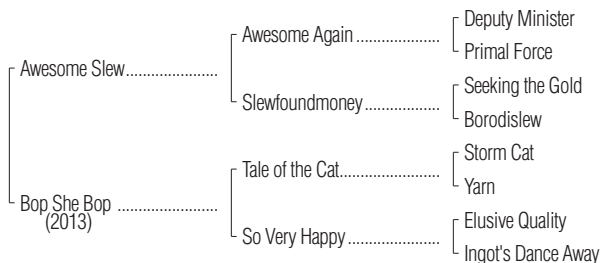 Deputy Minister
Awesome Again ....................
Primal Force
Awesome Slew......................
Seeking the Gold
Slewfoundmoney ..................
Borodislew
Storm Cat
Tale of the Cat.......................
Yarn
Bop She Bop ........................
(2013)
Elusive Quality
So Very Happy ......................
Ingot's Dance Away